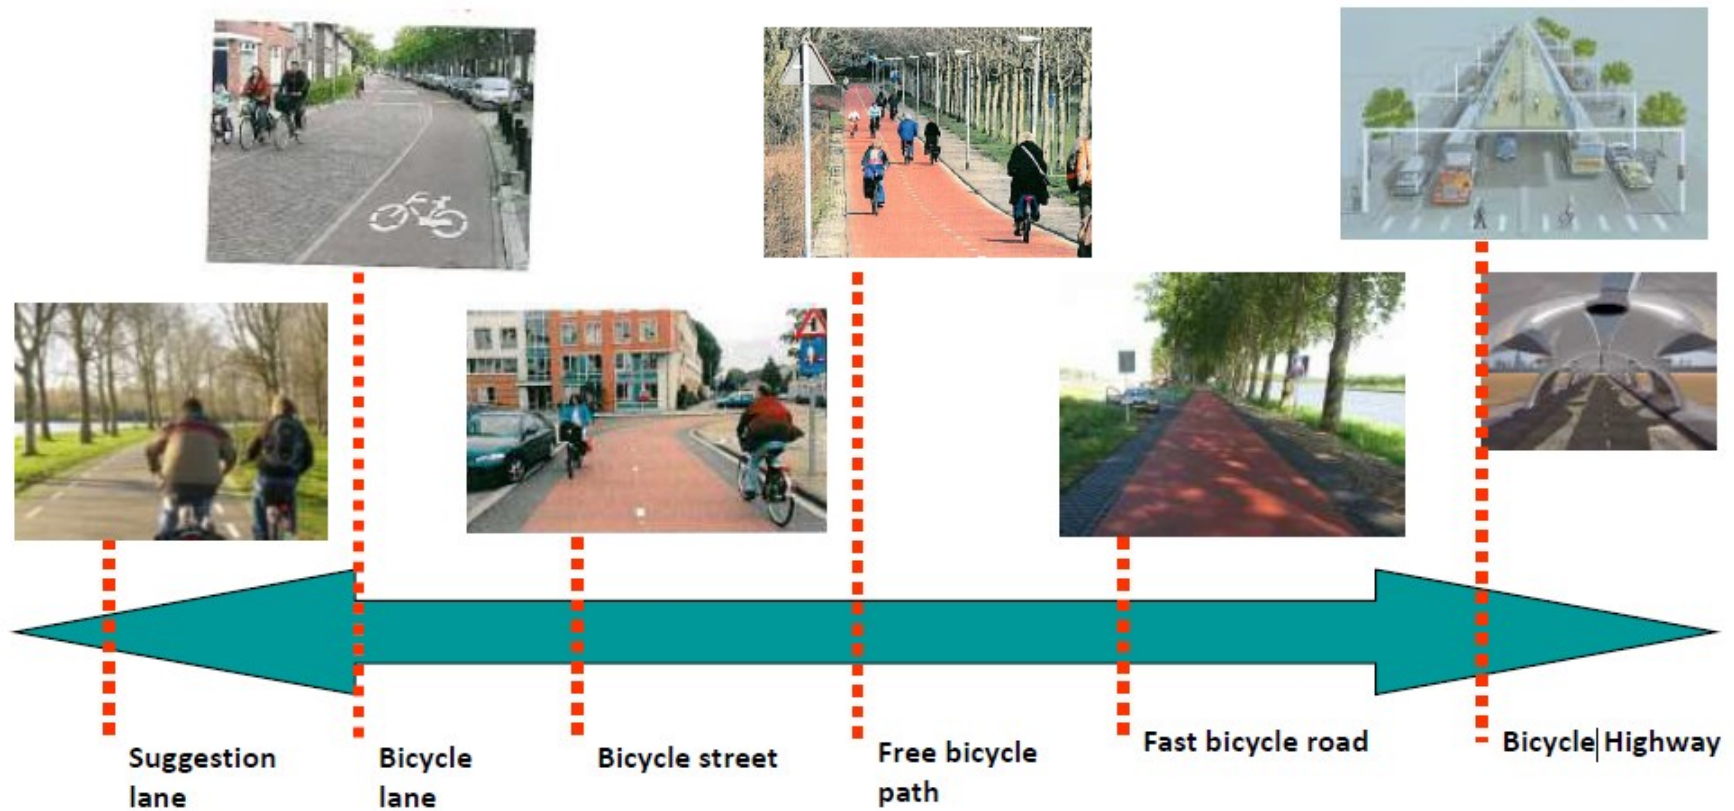 Suggestion
lane
Bicycle
lane
Bicycle street
Free bicycle
path
Fast bicycle road
Bicycle Highway